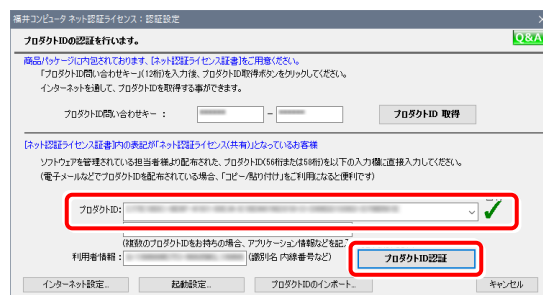 福井コンピュータ ネット認証ライセンス：認証設定
プロダクトIDの認証を行います。
Q&A
商品パッケージに内包されております、[ネット認証ライセンス証書]をご用意ください。
「プロダクトID問い合わせキー」(12桁)を入力後、プロダクトID取得ボタンをクリックしてください。
インターネットを通して、プロダクトIDを取得する事ができます。
プロダクトID問い合わせキー ：
－
プロダクトID 取得
[ネット認証ライセンス証書]内の表記が「ネット認証ライセンス(共有)」となっているお客様
ソフトウェアを管理されている担当者様より配布された、プロダクトID(56桁または58桁)を以下の入力欄に直接入力してください。
(電子メールなどでプロダクトIDを配布されている場合、「コピー/貼り付け」をご利用になると便利です)
プロダクトID:
(複数のプロダクトIDをお持ちの場合、アプリケーション情報などを記
利用者情報：
(識別名 内線番号など)
プロダクトID認証
インターネット設定...
起動設定...
プロダクトIDのインポート...
キャンセル